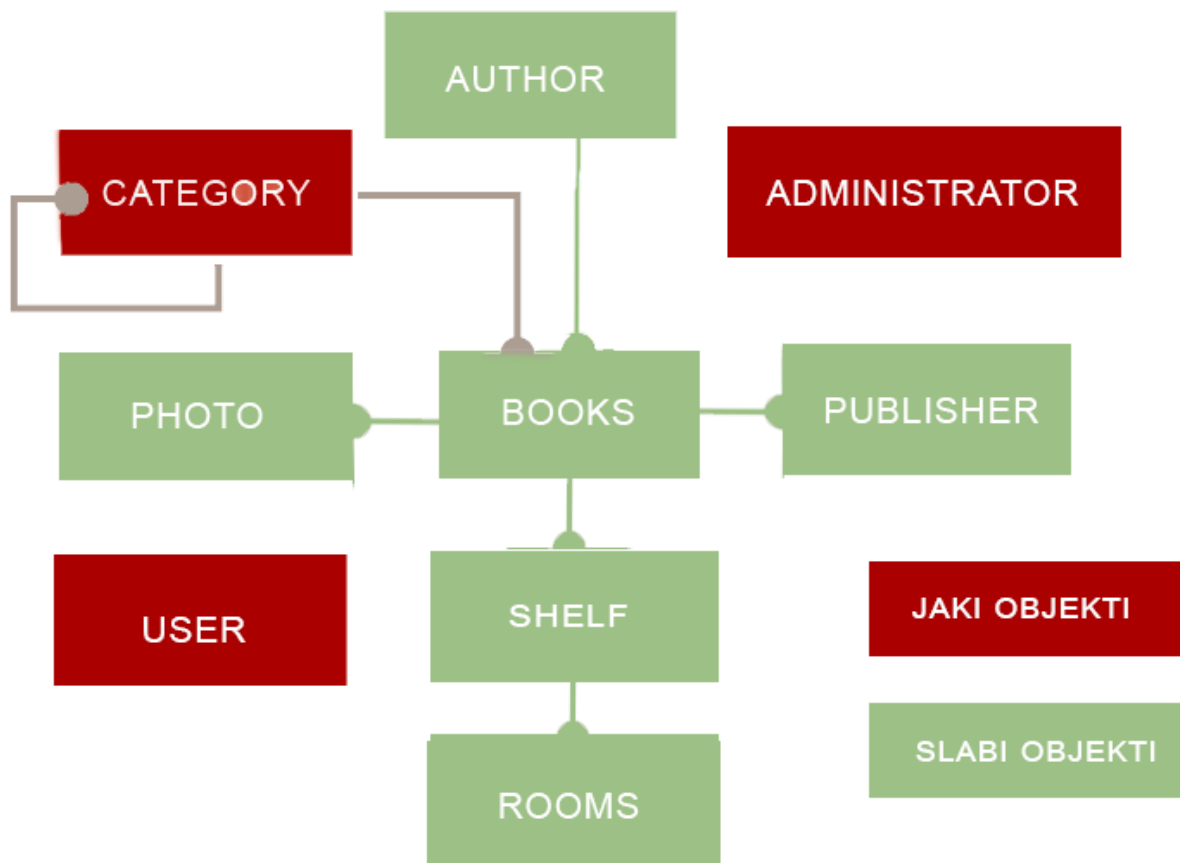 AUTHOR
CATEGORY
ADMINISTRATOR
PHOTO
BOOKS
PUBLISHER
USER
SHELF
JAKI OBJEKTI
SLABI OBJEKTI
ROOMS